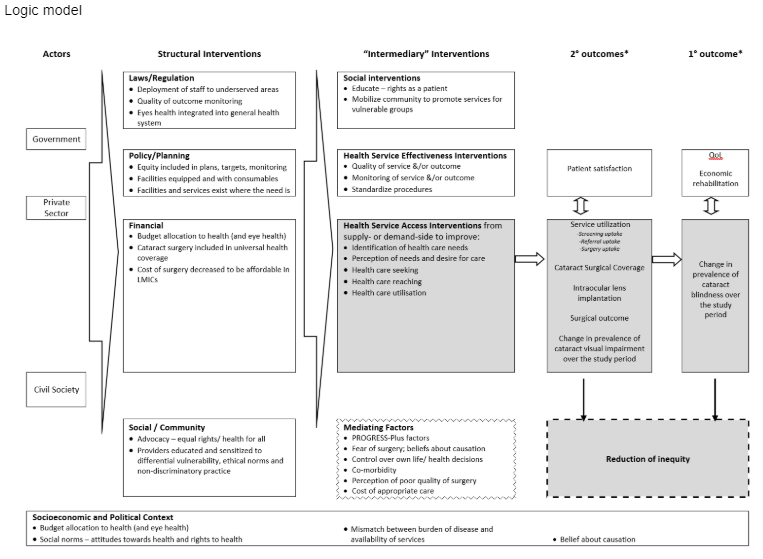 Logic model
Actors
Structural Interventions
“Intermediary” Interventions
2° outcomes*
1° outcome*
Government
Private
Sector
Civil Society
Laws/Regulation
• Deployment of staff to underserved areas
• Quality of outcome monitoring
• Eyes health integrated into general health
system
Policy/Planning
• Equity included in plans, targets, monitoring
• Facilities equipped and with consumables
• Facilities and services exist where the need is
Financial
• Budget allocation to health (and eye health)
• Cataract surgery included in universal health
coverage
• Cost of surgery decreased to be affordable in
LMICs
Social / Community
• Advocacy – equal rights/ health for all
• Providers educated and sensitized to
differential vulnerability, ethical norms and
non-discriminatory practice
Social interventions
• Educate – rights as a patient
• Mobilize community to promote services for
vulnerable groups
Health Service Effectiveness Interventions
• Quality of service &/or outcome
• Monitoring of service &/or outcome
• Standardize procedures
Health Service Access Interventions from
supply- or demand-side to improve:
• Identification of health care needs
• Perception of needs and desire for care
• Health care seeking
• Health care reaching
• Health care utilisation
Mediating Factors
• PROGRESS-Plus factors
• Fear of surgery; beliefs about causation
• Control over own life/ health decisions
• Co-morbidity
• Perception of poor quality of surgery
• Cost of appropriate care
Patient satisfaction
Service utilization
-Screening uptake
-Referral uptake
-Surgery uptake
Cataract Surgical Coverage
Intraocular lens
implantation
Surgical outcome
Change in prevalence of
cataract visual impairment
over the study period
QoL
Economic
rehabilitation
Change in
prevalence of
cataract
blindness over
the study
period
Reduction of inequity
Socioeconomic and Political Context
• Budget allocation to health (and eye health)
• Social norms – attitudes towards health and rights to health
• Mismatch between burden of disease and
availability of services
• Belief about causation